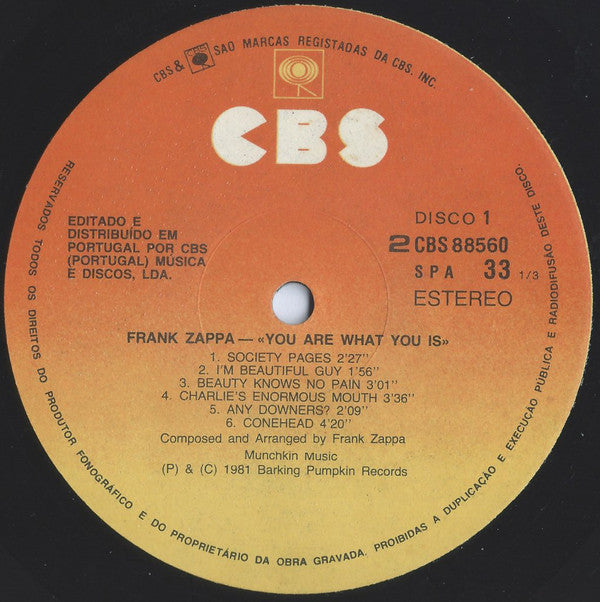 CBS & CBS SAO MARCAS REGISTADAS DA CBS. INC.
CBS
RESERVADOS TODOS OS DIREITOS DO PRODUTOR FONOGRÁFICO E DO PROPRIETÁRIO DA OBRA GRAVADA. PROIBIDAS A DUPLICAÇÃO E EXECUÇÃO PÚBLICA E RADIODIFUSÃO DESTE DISCO.
EDITADO E
DISTRIBUÍDO EM
PORTUGAL POR CBS
(PORTUGAL) MÚSICA
E DISCOS, LDA.
DISCO 1
2 CBS 88560
SPA 33 1/3
ESTEREO
FRANK ZAPPA — «YOU ARE WHAT YOU IS»
1. SOCIETY PAGES 2'27''
2. I'M BEAUTIFUL GUY 1'56''
3. BEAUTY KNOWS NO PAIN 3'01''
4. CHARLIE'S ENORMOUS MOUTH 3'36''
5. ANY DOWNERS? 2'09''
6. CONEHEAD 4'20''
Composed and Arranged by Frank Zappa
Munchkin Music
(P) & (C) 1981 Barking Pumpkin Records